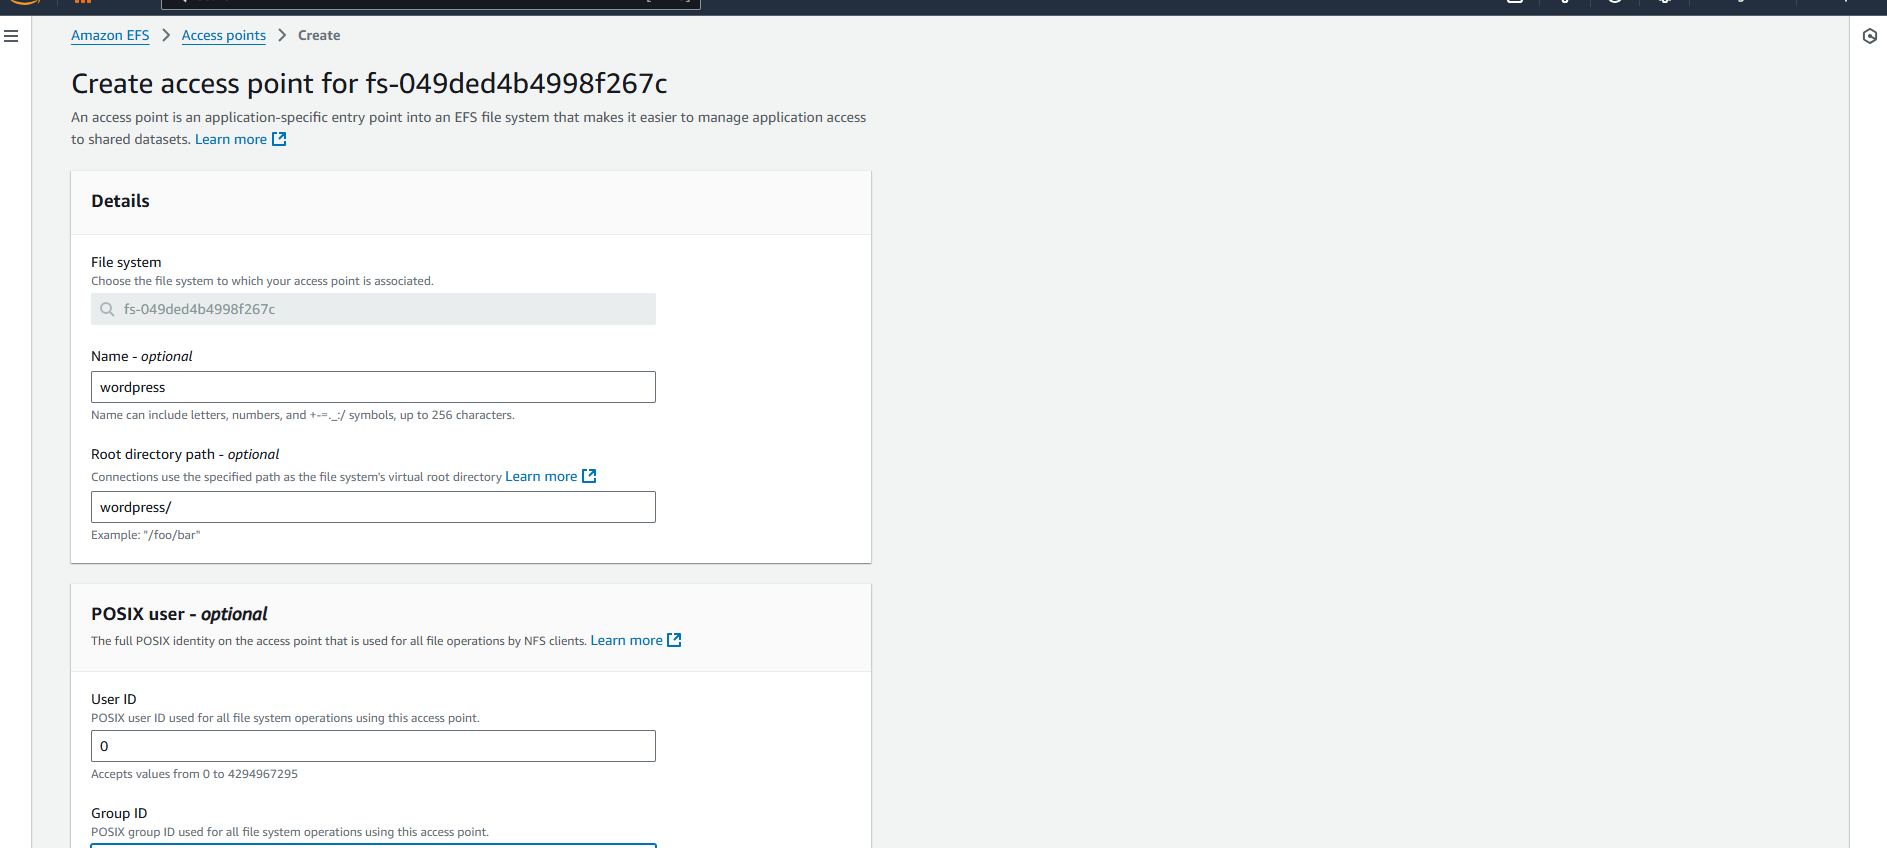 Amazon EFS > Access points > Create
Create access point for fs-049ded4b4998f267c
An access point is an application-specific entry point into an EFS file system that makes it easier to manage application access
to shared datasets. Learn more
Details
File system
Choose the file system to which your access point is associated.
fs-049ded4b4998f267c
Name - optional
wordpress
Name can include letters, numbers, and +-=._:/ symbols, up to 256 characters.
Root directory path - optional
Connections use the specified path as the file system's virtual root directory Learn more
wordpress/
Example: "/foo/bar"
POSIX user - optional
The full POSIX identity on the access point that is used for all file operations by NFS clients. Learn more
User ID
POSIX user ID used for all file system operations using this access point.
0
Accepts values from 0 to 4294967295
Group ID
POSIX group ID used for all file system operations using this access point.